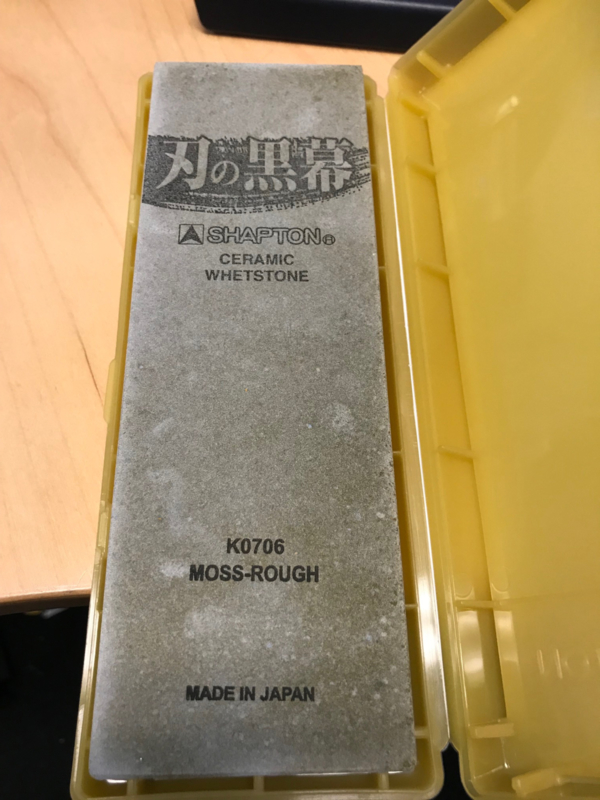 刃の黒幕
SHAPTON®
CERAMIC
WHETSTONE
K0706
MOSS-ROUGH
MADE IN JAPAN